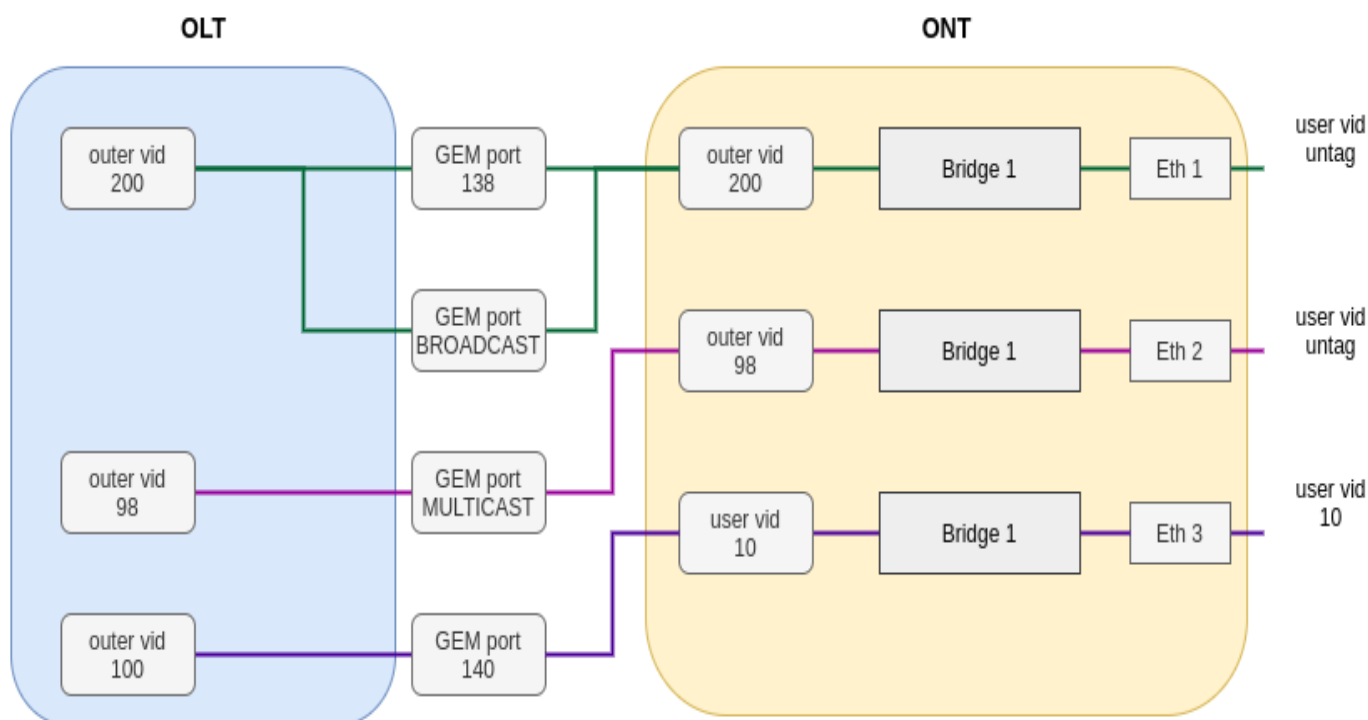 OLT
ONT
outer vid
200
GEM port
138
outer vid
200
Bridge 1
Eth 1
user vid
untag
GEM port
BROADCAST
outer vid
98
Bridge 1
Eth 2
user vid
untag
outer vid
98
GEM port
MULTICAST
user vid
10
Bridge 1
Eth 3
user vid
10
outer vid
100
GEM port
140